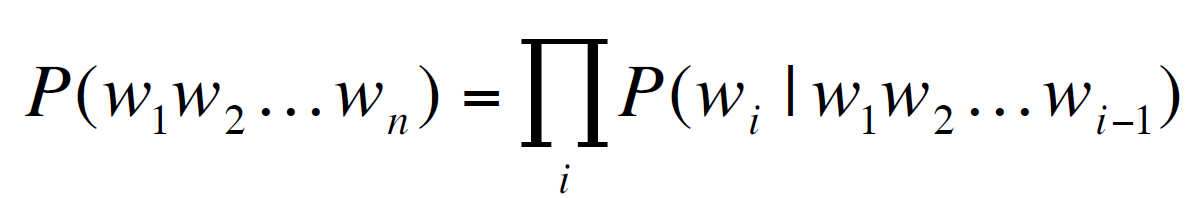 P(w₁w₂…wₙ) = ∏ᵢ P(wᵢ | w₁w₂…wᵢ₋₁)